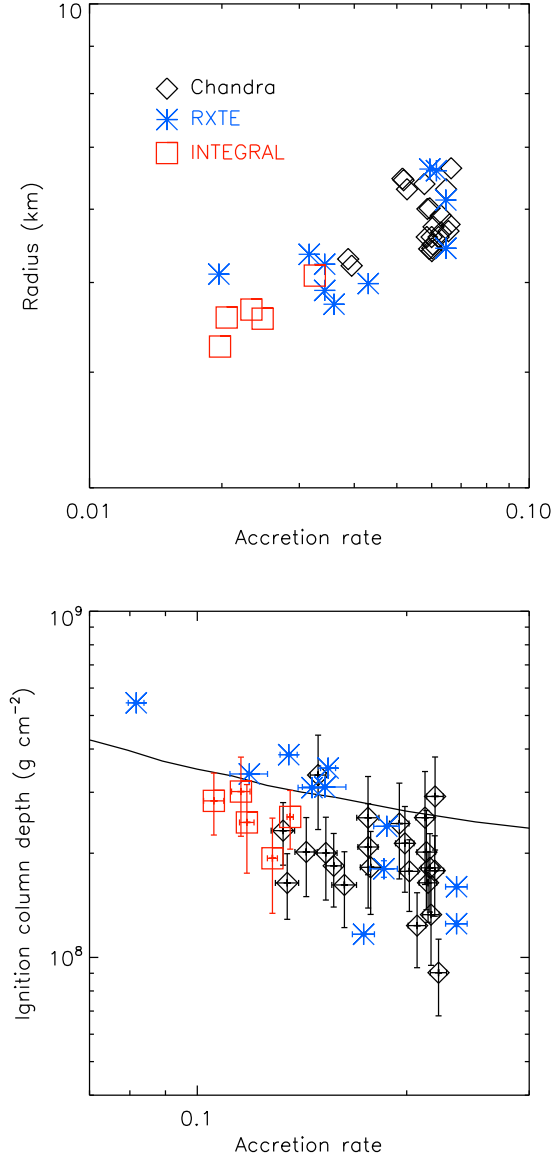 10
Chandra
RXTE
INTEGRAL
Radius (km)
0.01
0.10
Accretion rate
10⁹
Ignition column depth (g cm⁻²)
10⁸
0.1
Accretion rate